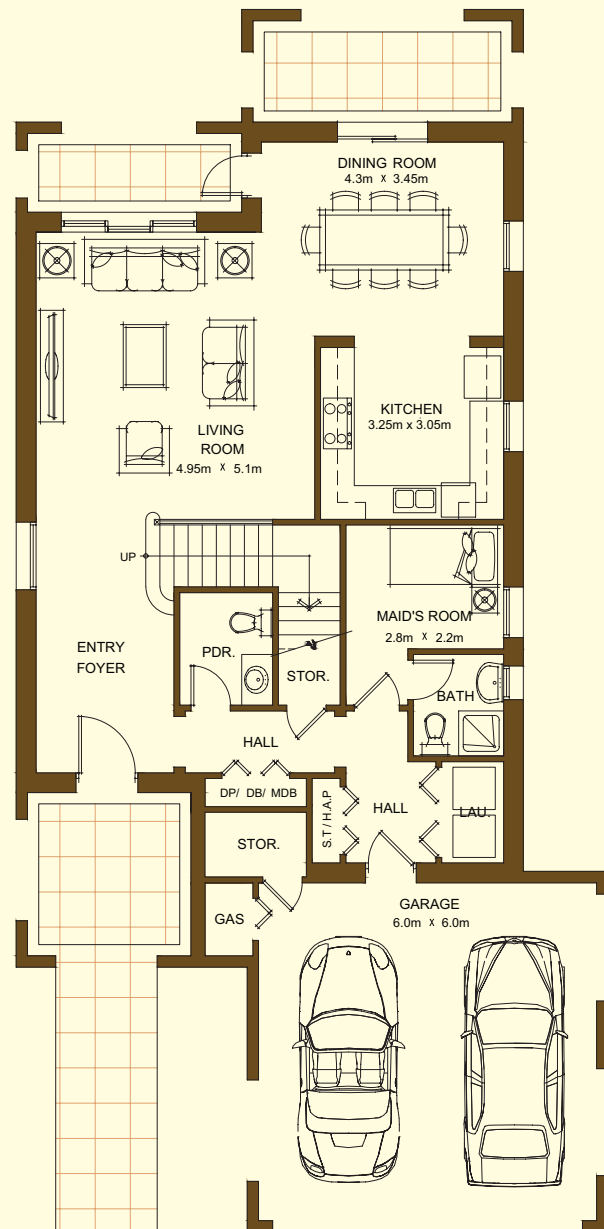 DINING ROOM
4.3m x 3.45m
KITCHEN
3.25m x 3.05m
LIVING
ROOM
4.95m x 5.1m
UP
MAID'S ROOM
2.8m x 2.2m
ENTRY
FOYER
PDR.
STOR.
BATH
HALL
DP/ DB/ MDB
S.T / H.A.P
HALL
LAU.
STOR.
GAS
GARAGE
6.0m x 6.0m